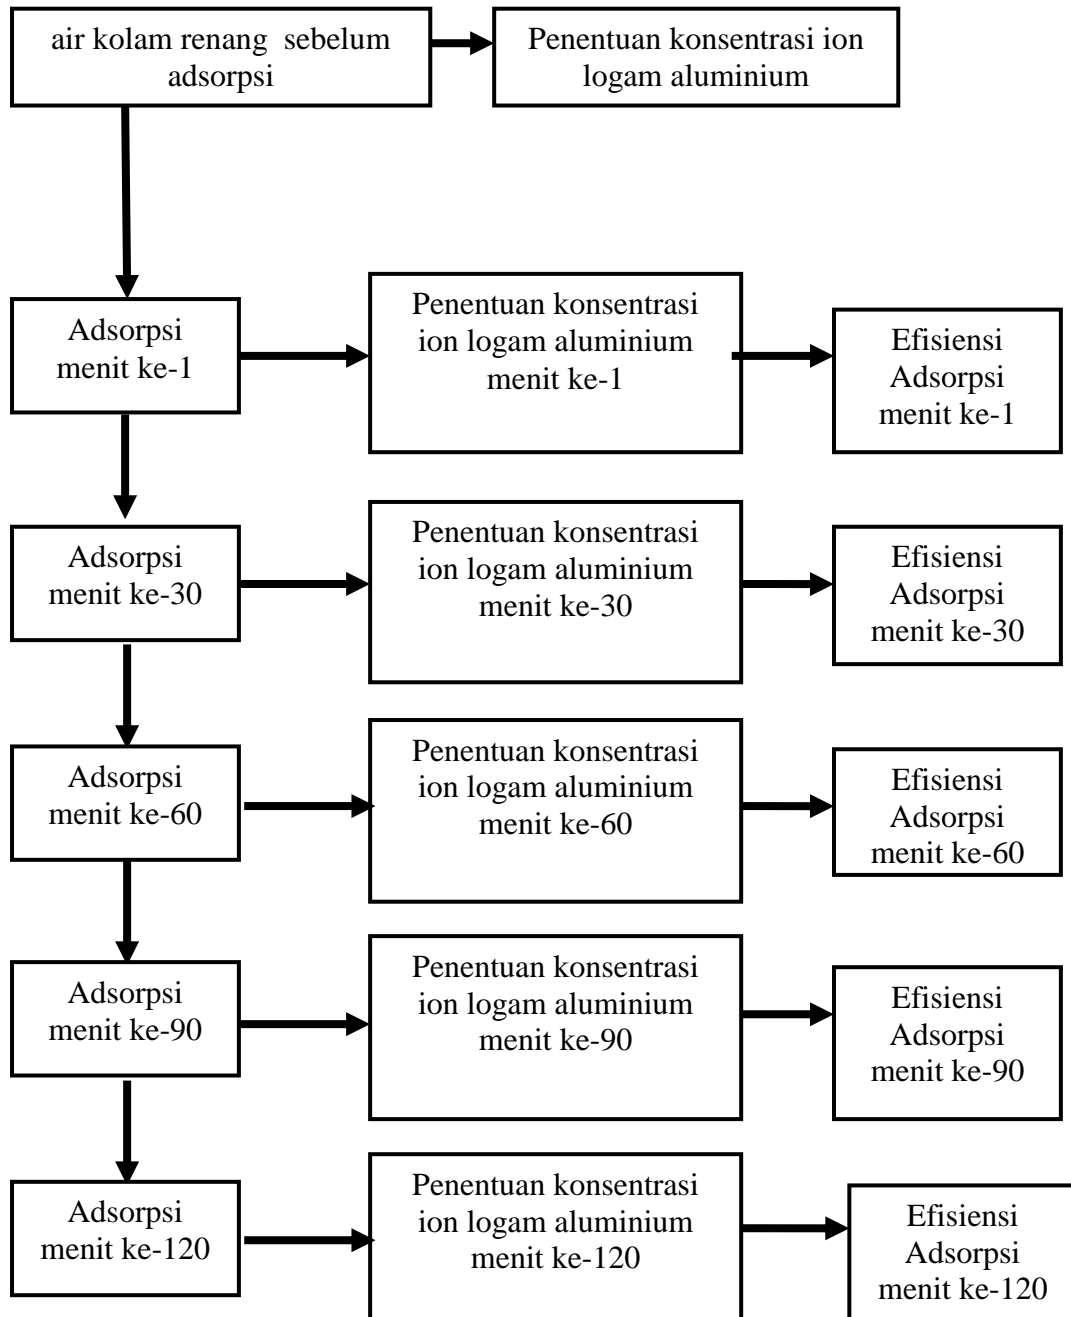 air kolam renang  sebelum
adsorpsi
Penentuan konsentrasi ion
logam aluminium
Adsorpsi
menit ke-1
Penentuan konsentrasi
ion logam aluminium
menit ke-1
Efisiensi
Adsorpsi
menit ke-1
Adsorpsi
menit ke-30
Penentuan konsentrasi
ion logam aluminium
menit ke-30
Efisiensi
Adsorpsi
menit ke-30
Adsorpsi
menit ke-60
Penentuan konsentrasi
ion logam aluminium
menit ke-60
Efisiensi
Adsorpsi
menit ke-60
Adsorpsi
menit ke-90
Penentuan konsentrasi
ion logam aluminium
menit ke-90
Efisiensi
Adsorpsi
menit ke-90
Adsorpsi
menit ke-120
Penentuan konsentrasi
ion logam aluminium
menit ke-120
Efisiensi
Adsorpsi
menit ke-120